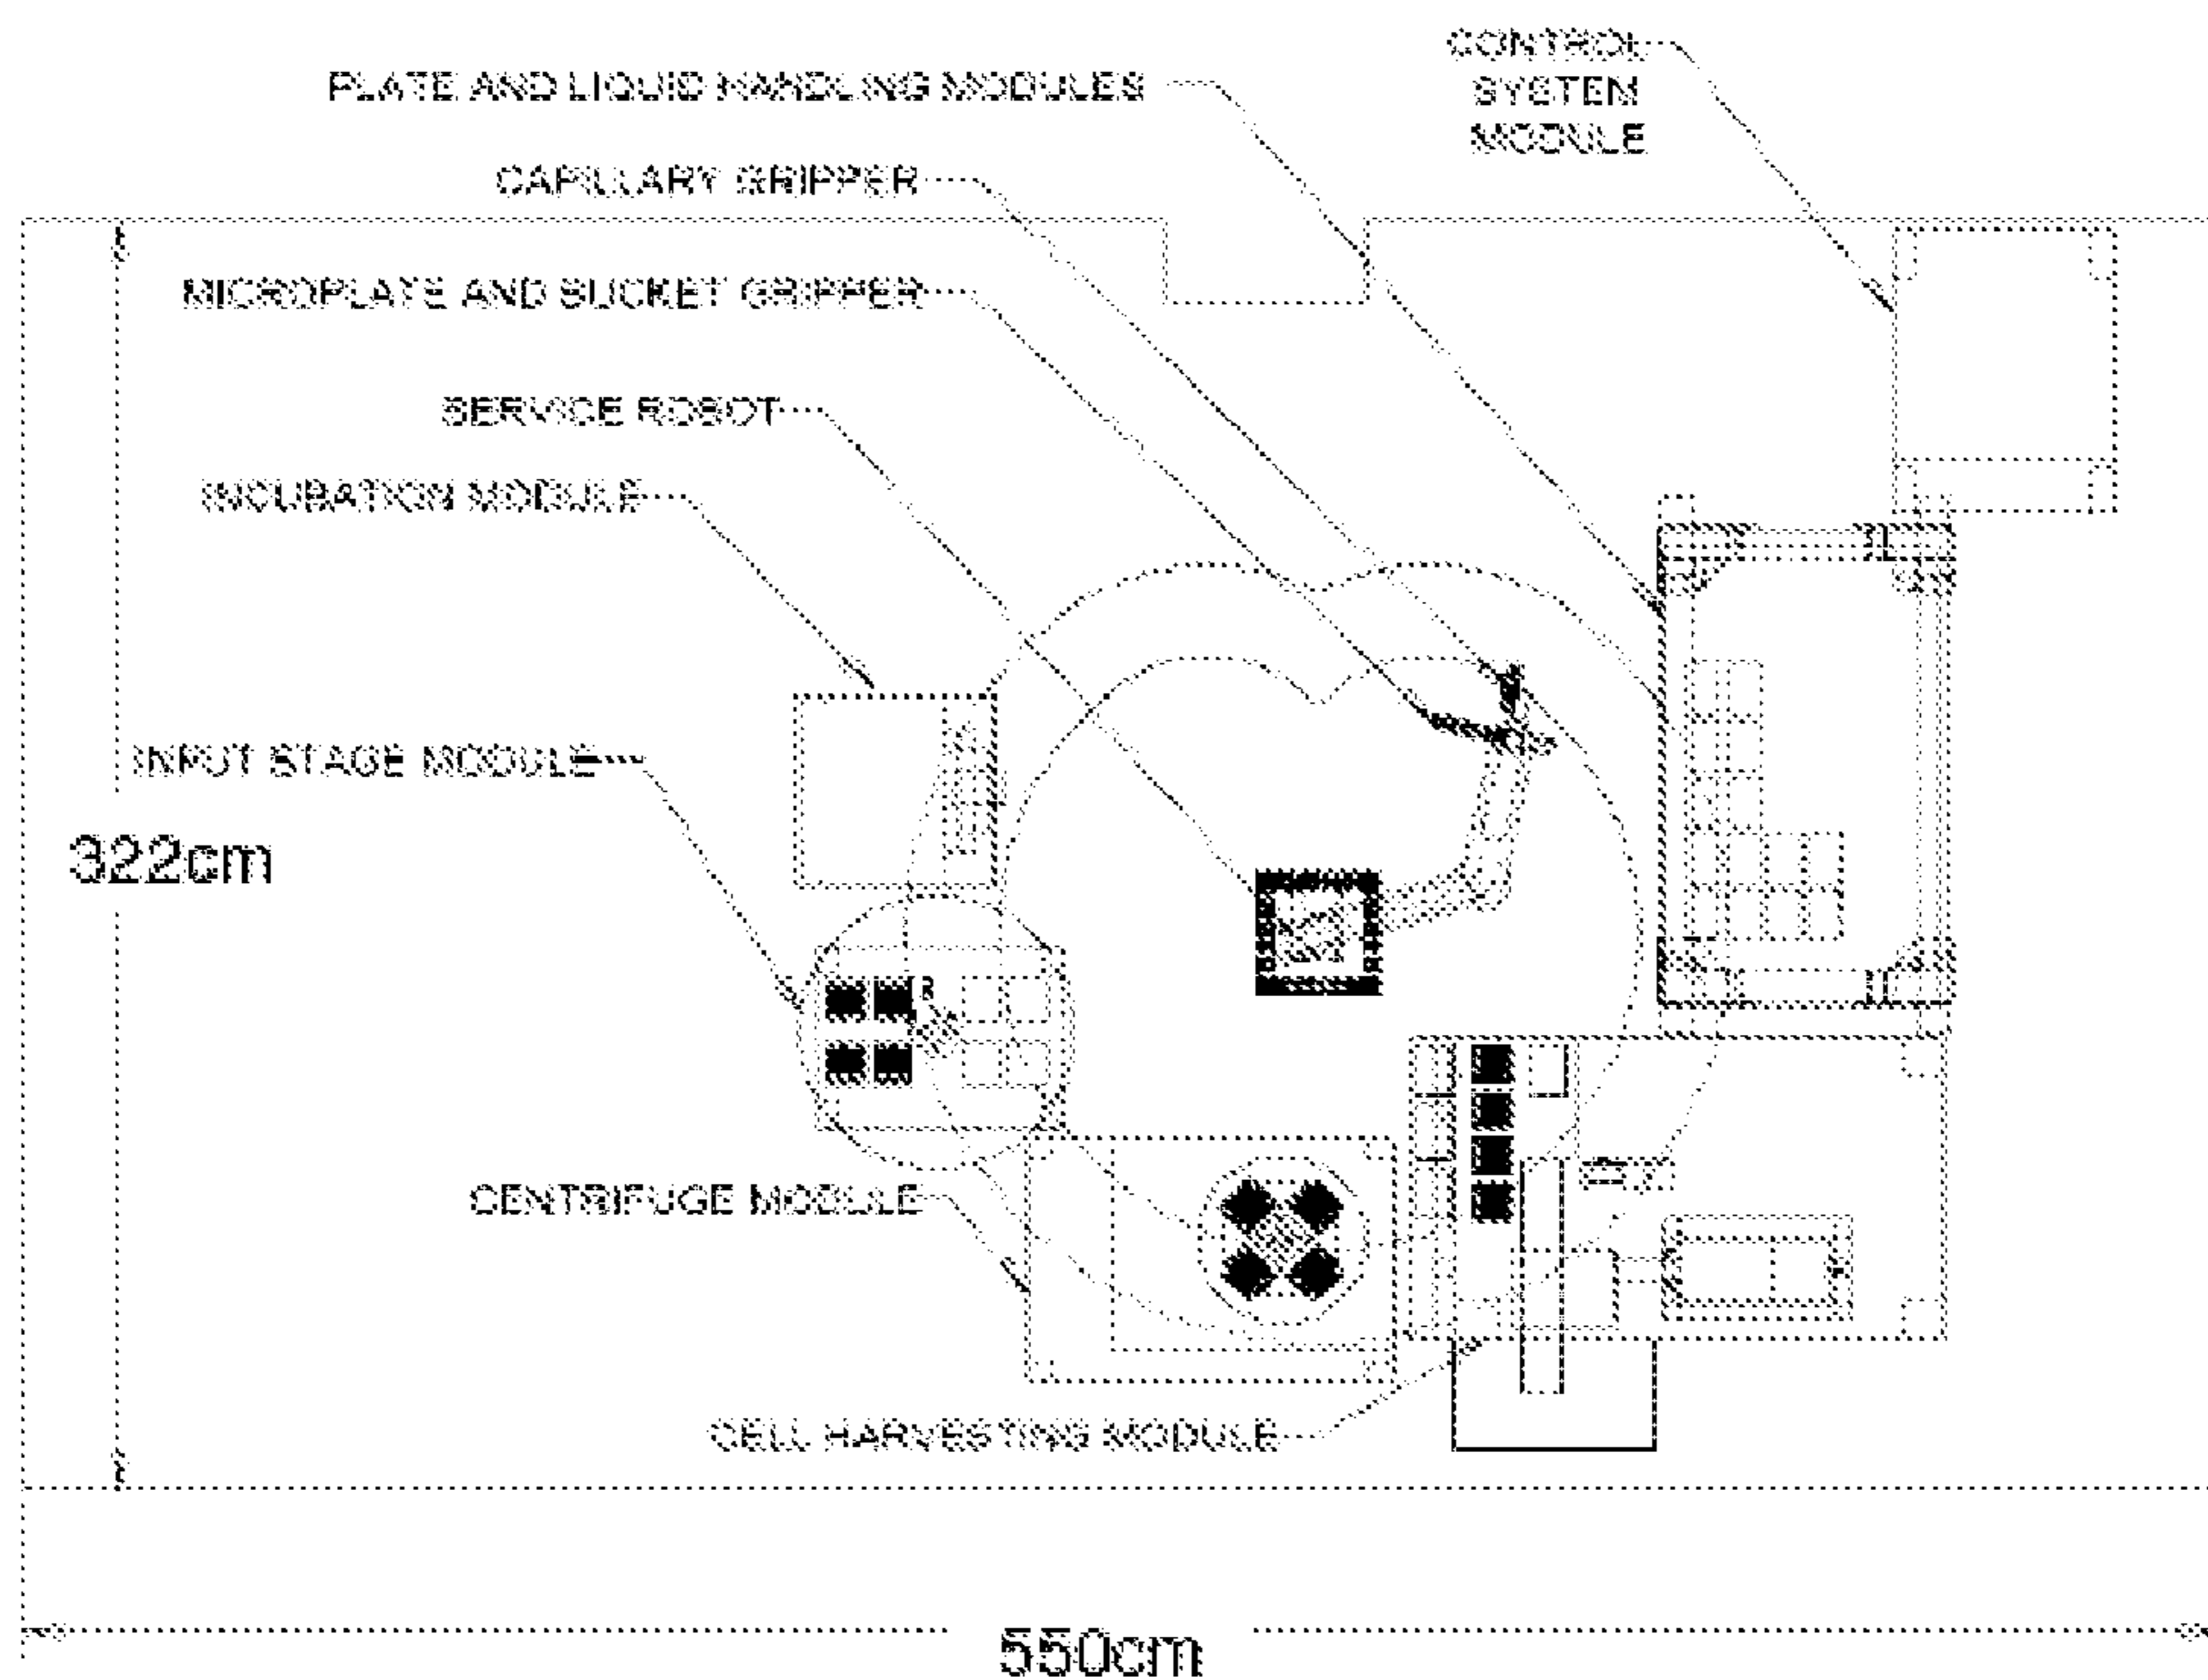 CONTROL
SYSTEM
MODULE
PLATE AND LIQUID HANDLING MODULES
CAPILLARY GRIPPER
MICROPLATE AND BUCKET GRIPPER
SERVICE ROBOT
INCUBATION MODULE
INPUT STAGE MODULE
322cm
CENTRIFUGE MODULE
CELL HARVESTING MODULE
550cm